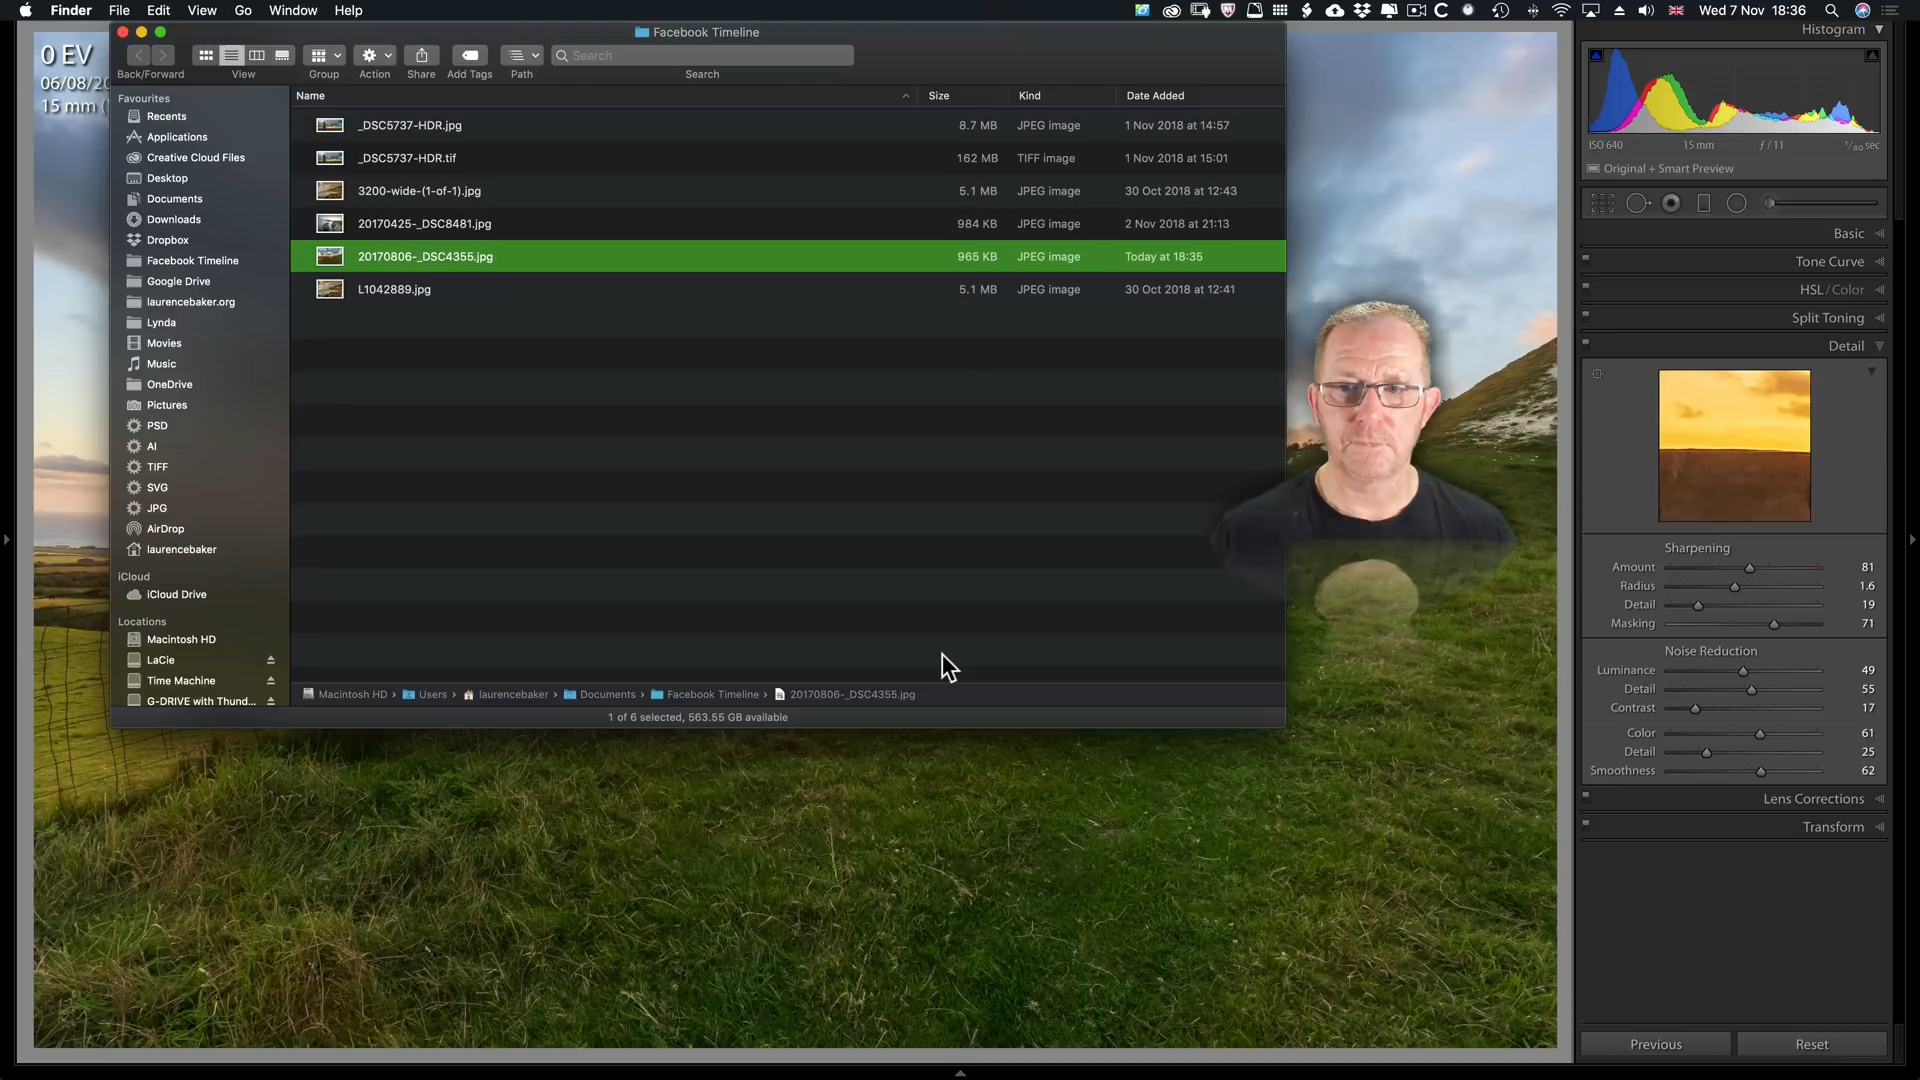 Finder File Edit View Go Window Help
Wed 7 Nov 18:36
0 EV
06/08/20
15 mm (
Facebook Timeline
Search
Back/Forward View Group Action Share Add Tags Path Search
Name Size Kind Date Added
_DSC5737-HDR.jpg 8.7 MB JPEG image 1 Nov 2018 at 14:57
_DSC5737-HDR.tif 162 MB TIFF image 1 Nov 2018 at 15:01
3200-wide-(1-of-1).jpg 5.1 MB JPEG image 30 Oct 2018 at 12:43
20170425-_DSC8481.jpg 984 KB JPEG image 2 Nov 2018 at 21:13
20170806-_DSC4355.jpg 965 KB JPEG image Today at 18:35
L1042889.jpg 5.1 MB JPEG image 30 Oct 2018 at 12:41
Favourites
Recents
Applications
Creative Cloud Files
Desktop
Documents
Downloads
Dropbox
Facebook Timeline
Google Drive
laurencebaker.org
Lynda
Movies
Music
OneDrive
Pictures
PSD
AI
TIFF
SVG
JPG
AirDrop
laurencebaker
iCloud
iCloud Drive
Locations
Macintosh HD
LaCie
Time Machine
G-DRIVE with Thund...
Macintosh HD › Users › laurencebaker › Documents › Facebook Timeline › 20170806-_DSC4355.jpg
1 of 6 selected, 563.55 GB available
Histogram
ISO 640 15 mm ƒ / 11 1/80 sec
Original + Smart Preview
Basic
Tone Curve
HSL / Color
Split Toning
Detail
Sharpening
Amount 81
Radius 1.6
Detail 19
Masking 71
Noise Reduction
Luminance 49
Detail 55
Contrast 17
Color 61
Detail 25
Smoothness 62
Lens Corrections
Transform
Previous Reset